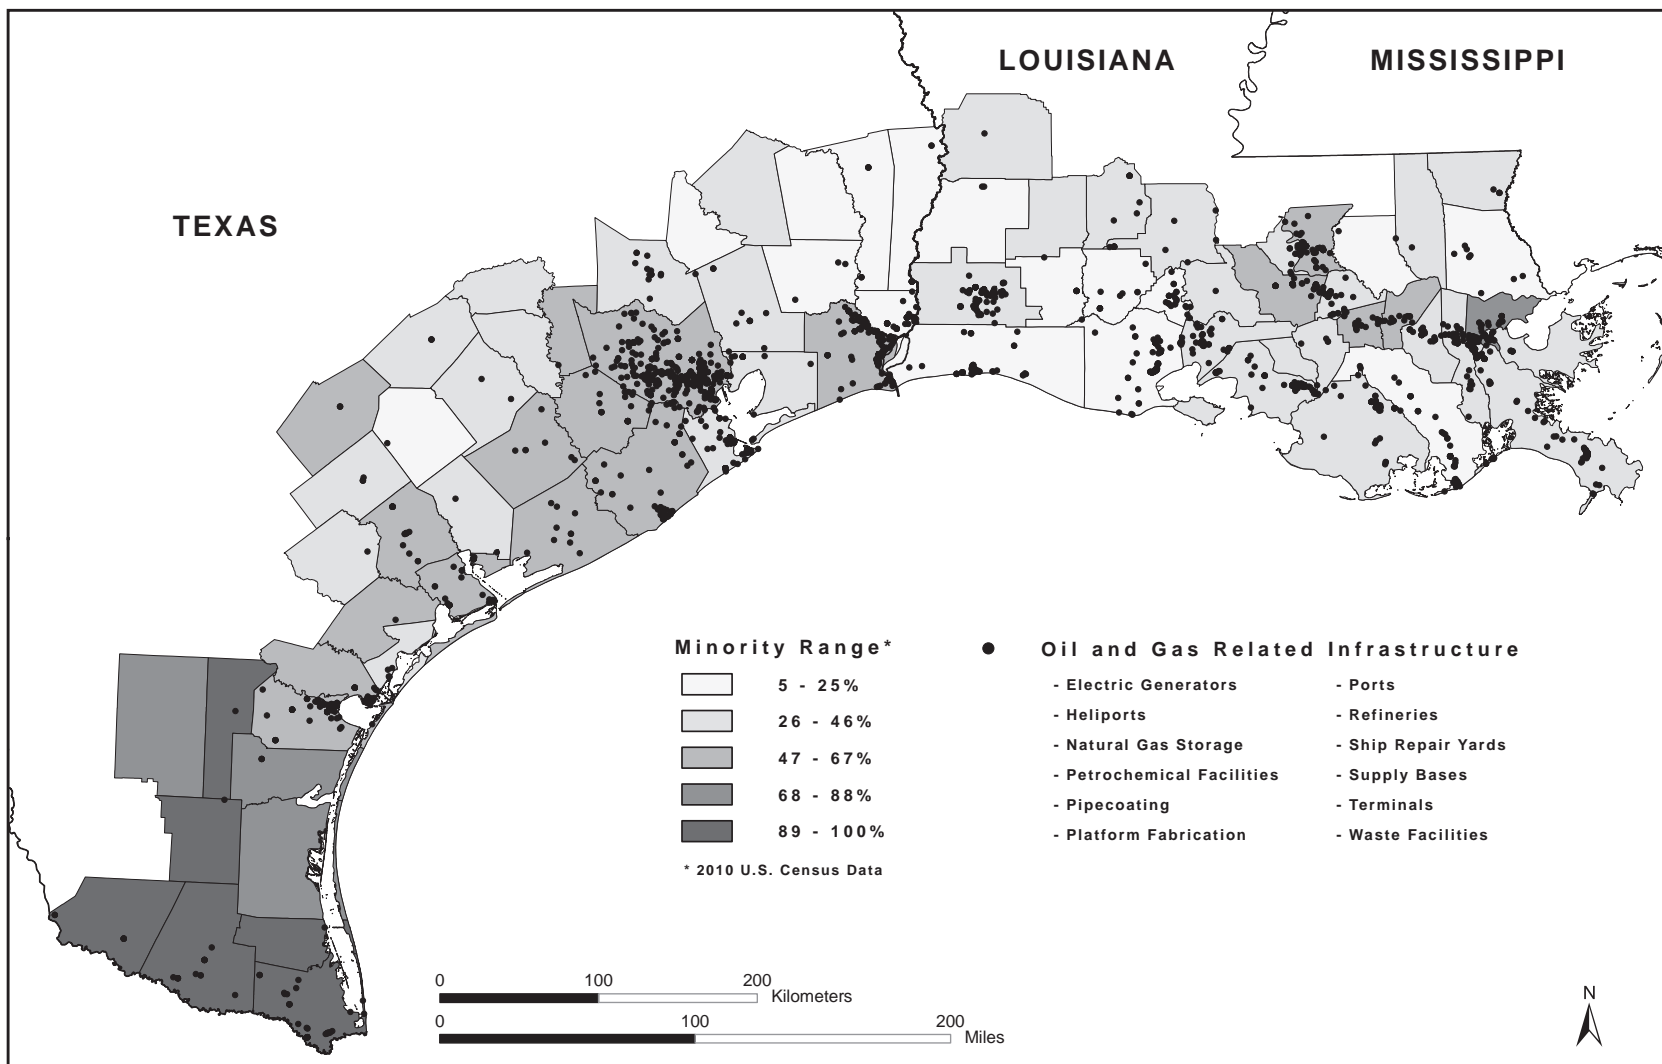 LOUISIANA
MISSISSIPPI
TEXAS
Minority Range*
5 - 25%
26 - 46%
47 - 67%
68 - 88%
89 - 100%
* 2010 U.S. Census Data
Oil and Gas Related Infrastructure
- Electric Generators
- Heliports
- Natural Gas Storage
- Petrochemical Facilities
- Pipecoating
- Platform Fabrication
- Ports
- Refineries
- Ship Repair Yards
- Supply Bases
- Terminals
- Waste Facilities
0 100 200
Kilometers
0 100 200
Miles
N